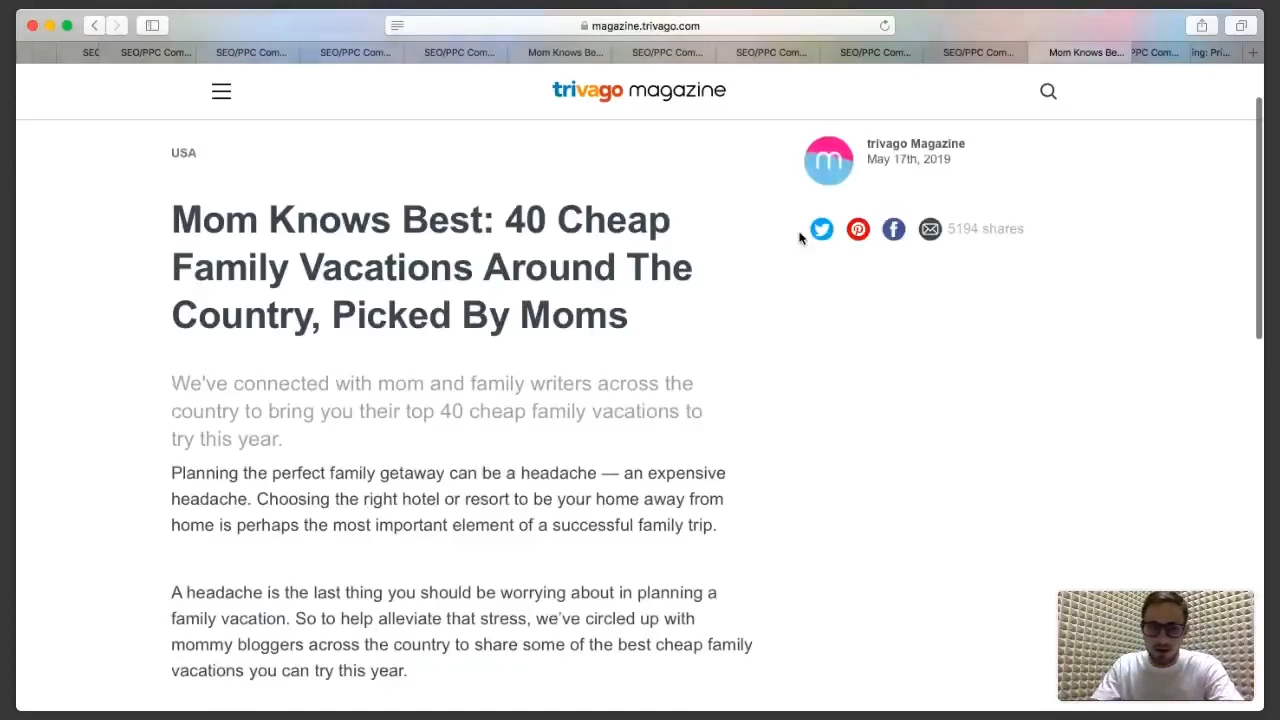 magazine.trivago.com
SEC
SEO/PPC Com...
SEO/PPC Com...
SEO/PPC Com...
SEO/PPC Com...
Mom Knows Be...
SEO/PPC Com...
SEO/PPC Com...
SEO/PPC Com...
SEO/PPC Com...
Mom Knows Be...
PPC Com...
ing: Pri...
trivago magazine
USA
trivago Magazine
May 17th, 2019
5194 shares
Mom Knows Best: 40 Cheap
Family Vacations Around The
Country, Picked By Moms
We've connected with mom and family writers across the
country to bring you their top 40 cheap family vacations to
try this year.
Planning the perfect family getaway can be a headache — an expensive
headache. Choosing the right hotel or resort to be your home away from
home is perhaps the most important element of a successful family trip.
A headache is the last thing you should be worrying about in planning a
family vacation. So to help alleviate that stress, we’ve circled up with
mommy bloggers across the country to share some of the best cheap family
vacations you can try this year.